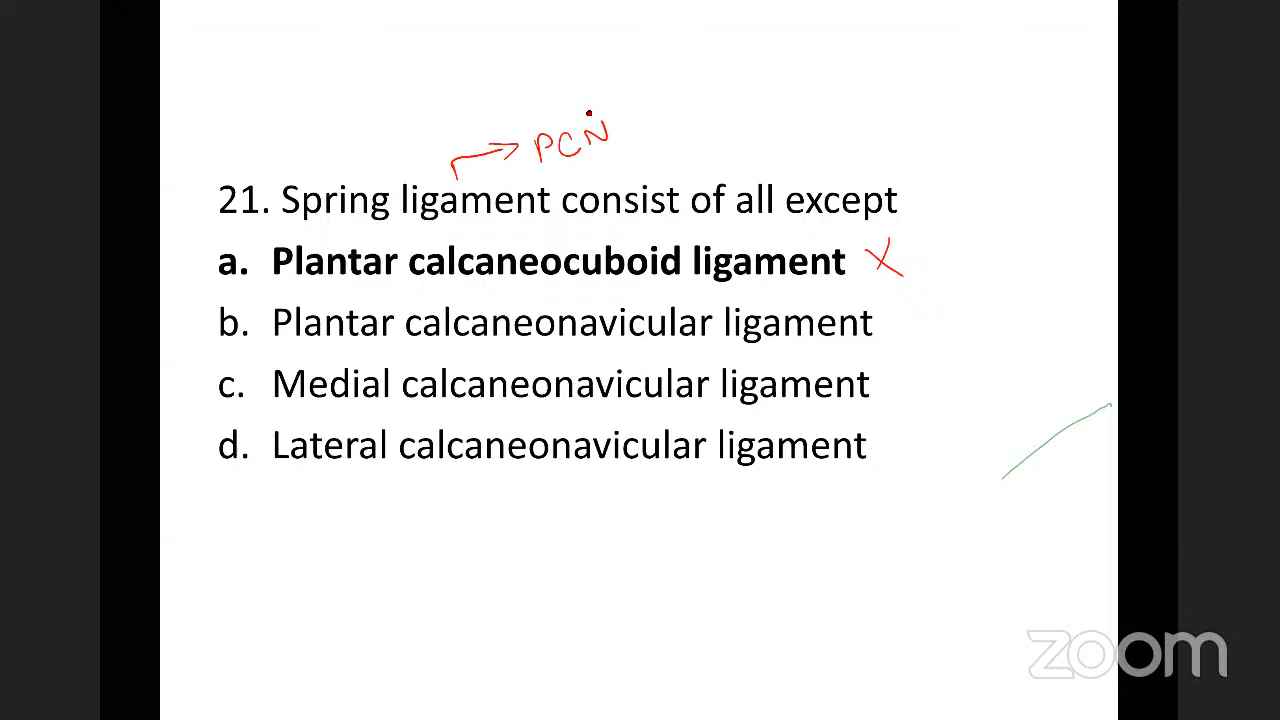 PCN
21. Spring ligament consist of all except
a. Plantar calcaneocuboid ligament X
b. Plantar calcaneonavicular ligament
c. Medial calcaneonavicular ligament
d. Lateral calcaneonavicular ligament
zoom